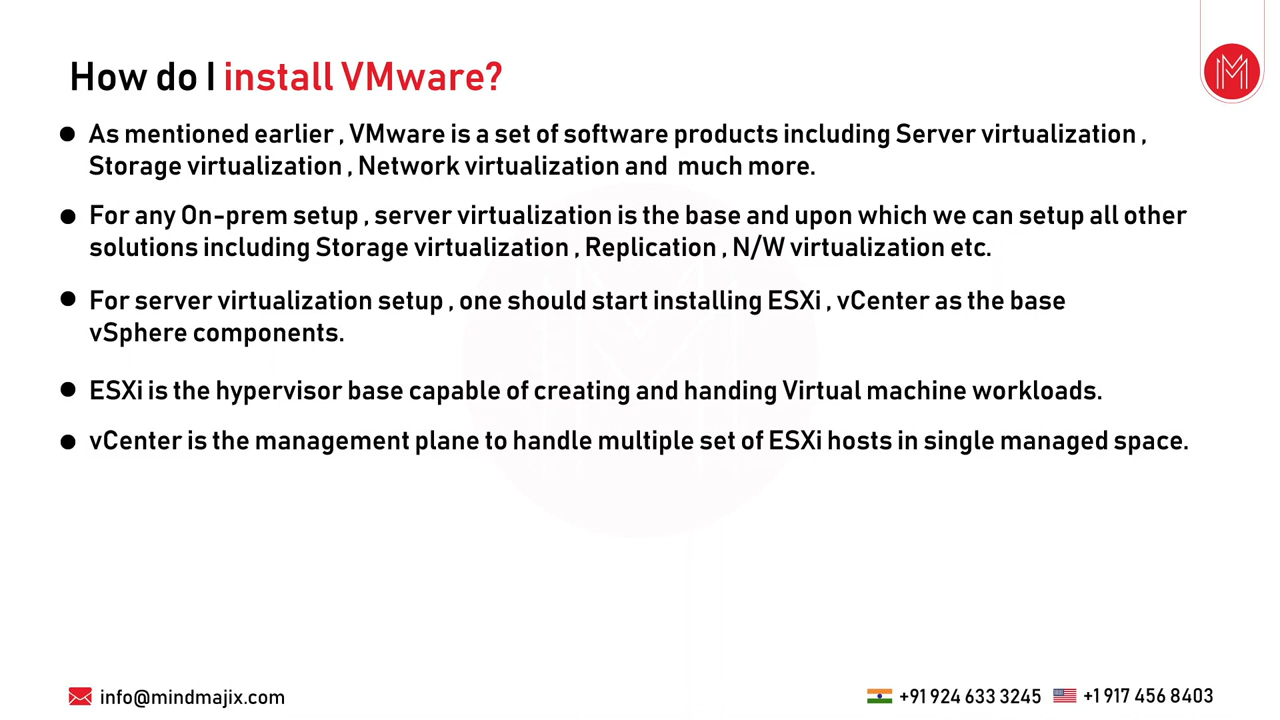 How do I install VMware?
● As mentioned earlier , VMware is a set of software products including Server virtualization ,
Storage virtualization , Network virtualization and much more.
● For any On-prem setup , server virtualization is the base and upon which we can setup all other
solutions including Storage virtualization , Replication , N/W virtualization etc.
● For server virtualization setup , one should start installing ESXi , vCenter as the base
vSphere components.
● ESXi is the hypervisor base capable of creating and handing Virtual machine workloads.
● vCenter is the management plane to handle multiple set of ESXi hosts in single managed space.
info@mindmajix.com
+91 924 633 3245
+1 917 456 8403